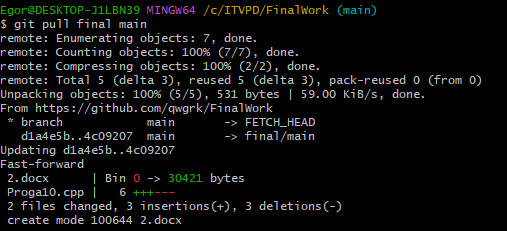 Egor@DESKTOP-J1LBN39 MINGW64 /c/ITVPD/FinalWork (main)
$ git pull final main
remote: Enumerating objects: 7, done.
remote: Counting objects: 100% (7/7), done.
remote: Compressing objects: 100% (2/2), done.
remote: Total 5 (delta 3), reused 5 (delta 3), pack-reused 0 (from 0)
Unpacking objects: 100% (5/5), 531 bytes | 59.00 KiB/s, done.
From https://github.com/qwgrk/FinalWork
 * branch            main       -> FETCH_HEAD
   d1a4e5b..4c09207  main       -> final/main
Updating d1a4e5b..4c09207
Fast-forward
 2.docx      | Bin 0 -> 30421 bytes
 Proga10.cpp |   6 +++---
 2 files changed, 3 insertions(+), 3 deletions(-)
 create mode 100644 2.docx